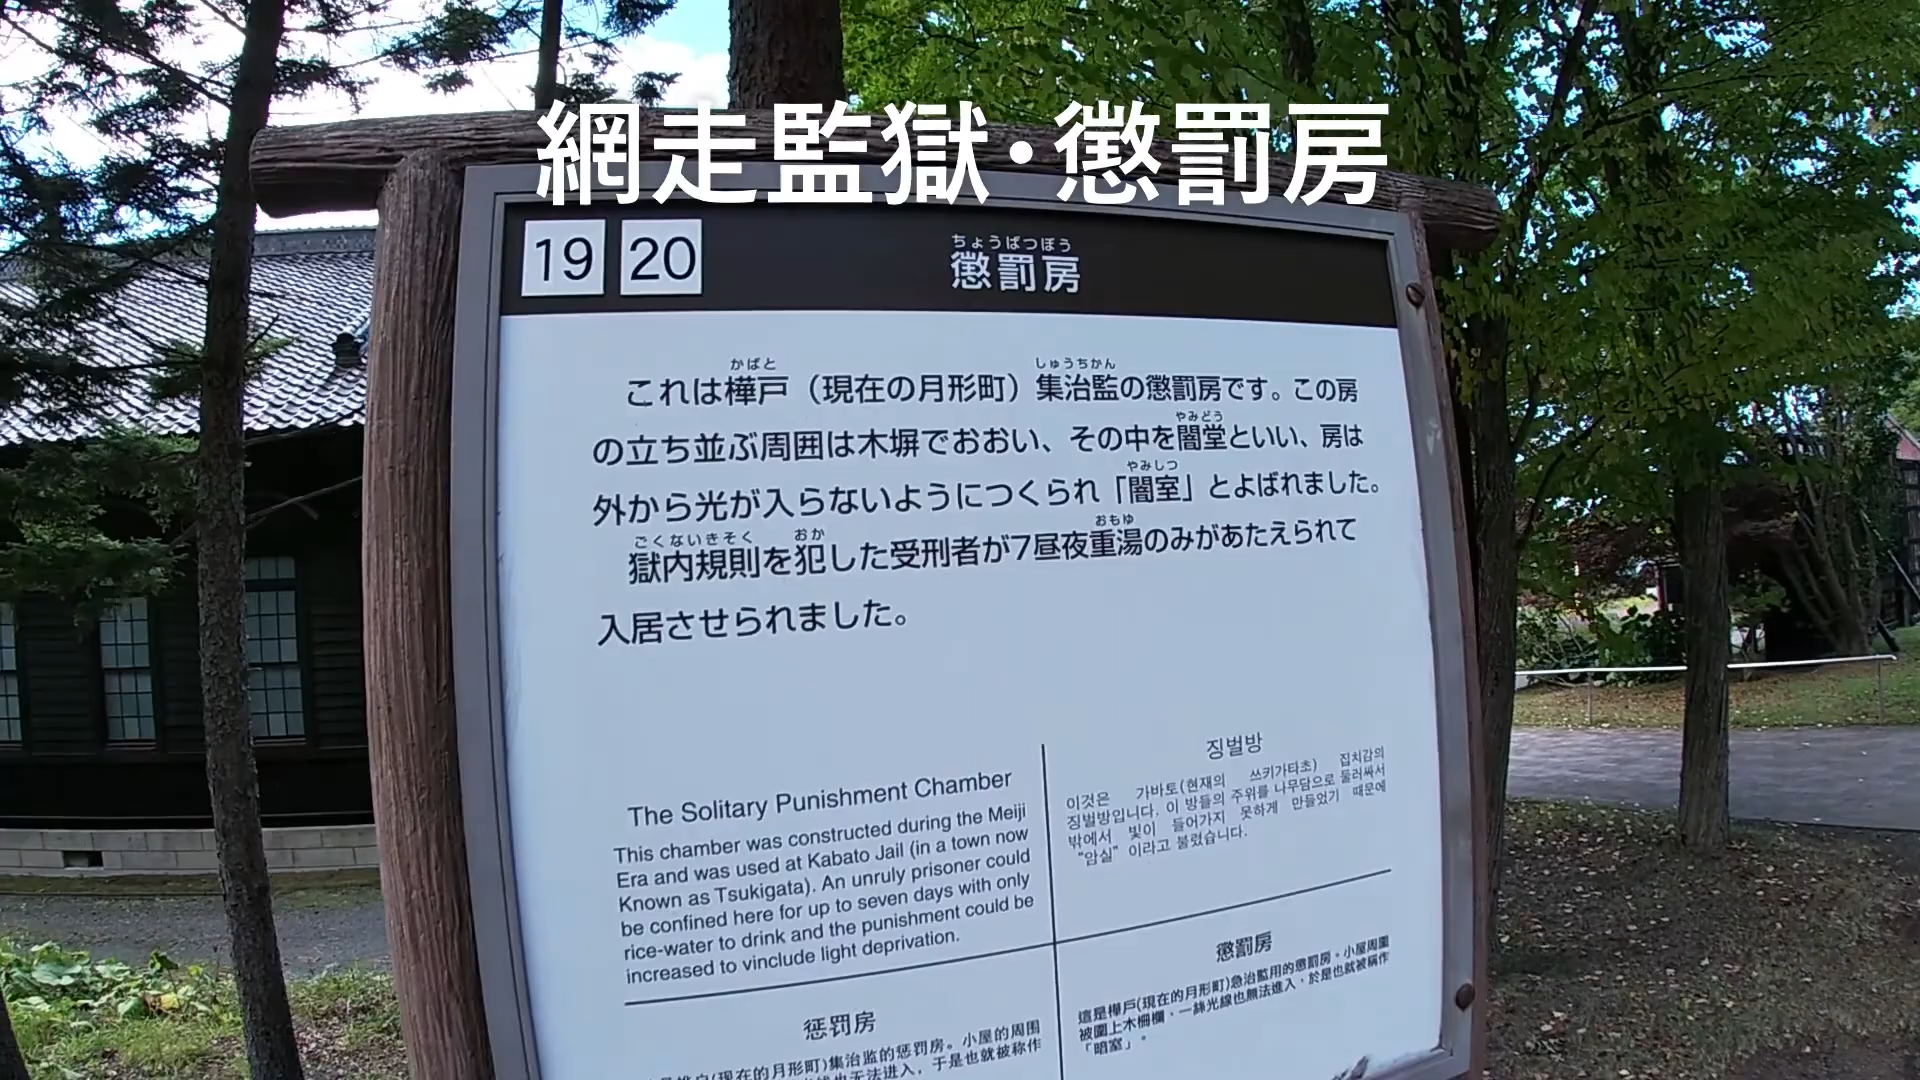 網走監獄・懲罰房
19 20
ちょうばつぼう
懲罰房
かばと しゅうちかん
これは樺戸（現在の月形町）集治監の懲罰房です。この房
やみどう
の立ち並ぶ周囲は木塀でおおい、その中を闇堂といい、房は
やみしつ
外から光が入らないようにつくられ「闇室」とよばれました。
ごくないきそく おか おもゆ
獄内規則を犯した受刑者が7昼夜重湯のみがあたえられて
入居させられました。
The Solitary Punishment Chamber
This chamber was constructed during the Meiji
Era and was used at Kabato Jail (in a town now
Known as Tsukigata). An unruly prisoner could
be confined here for up to seven days with only
rice-water to drink and the punishment could be
increased to vinclude light deprivation.
징벌방
이것은 가바토(현재의 쓰키가타초) 집치감의
징벌방입니다. 이 방들의 주위를 나무담으로 둘러싸서
밖에서 빛이 들어가지 못하게 만들었기 때문에
"암실" 이라고 불렀습니다.
惩罚房
(现在的月形町)集治监的惩罚房。小屋的周围
也无法进入，于是也就被称作
懲罰房
這是樺戶(現在的月形町)急治監用的懲罰房。小屋周圍
被圍上木柵欄、一絲光線也無法進入，於是也就被稱作
「暗室」。